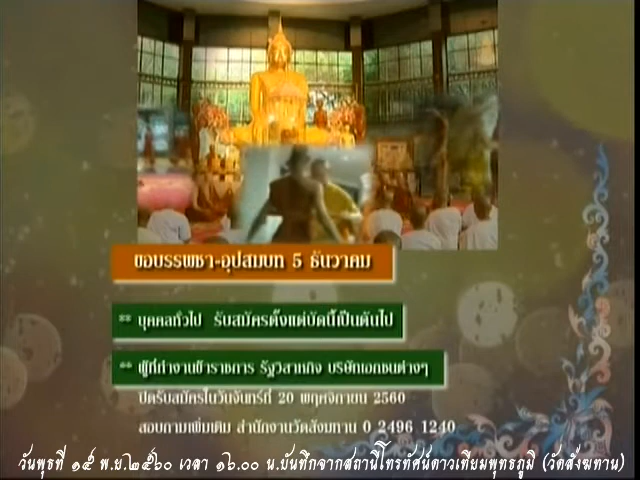 ขอบรรพชา-อุปสมบท 5 ธันวาคม
** บุคคลทั่วไป รับสมัครตั้งแต่บัดนี้เป็นต้นไป
** ผู้ที่ทำงานข้าราชการ รัฐวิสาหกิจ บริษัทเอกชนต่างๆ
ปิดรับสมัครในวันจันทร์ที่ 20 พฤศจิกายน 2560
สอบถามเพิ่มเติม สำนักงานวัดสังฆทาน 0 2496 1240
วันพุธที่ ๑๕ พ.ย.๒๕๖๐ เวลา ๑๖.๐๐ น.บันทึกจากสถานีโทรทัศน์ดาวเทียมพุทธภูมิ (วัดสังฆทาน)